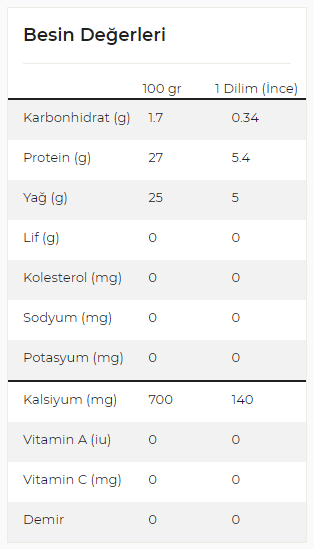 Besin Değerleri
100 gr 1 Dilim (İnce)
Karbonhidrat (g) 1.7 0.34
Protein (g) 27 5.4
Yağ (g) 25 5
Lif (g) 0 0
Kolesterol (mg) 0 0
Sodyum (mg) 0 0
Potasyum (mg) 0 0
Kalsiyum (mg) 700 140
Vitamin A (iu) 0 0
Vitamin C (mg) 0 0
Demir 0 0